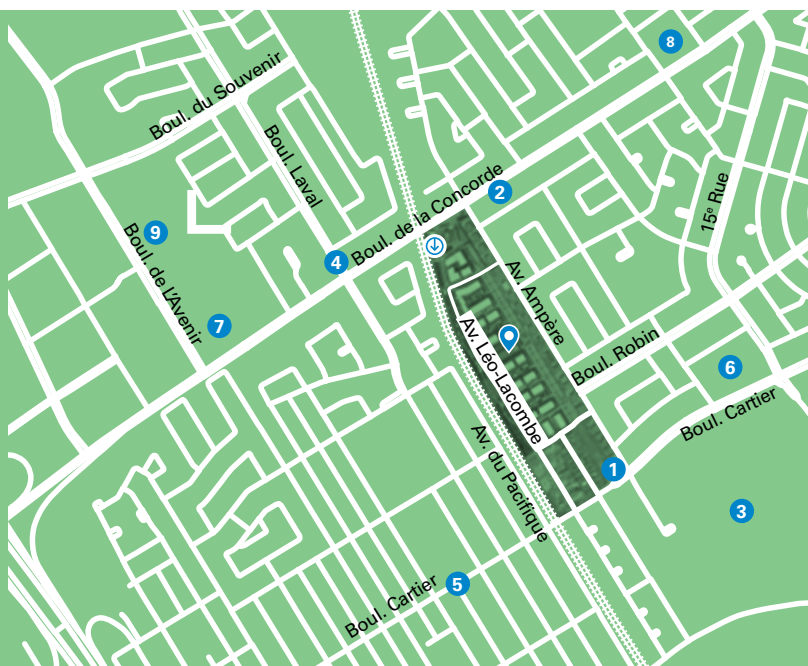 8
Boul. du Souvenir
Boul. Laval
15e Rue
2
Boul. de la Concorde
9
4
Boul. de l'Avenir
7
Av. Ampère
Av. Léo-Lacombe
Boul. Robin
6
Boul. Cartier
Av. du Pacifique
1
3
5
Boul. Cartier